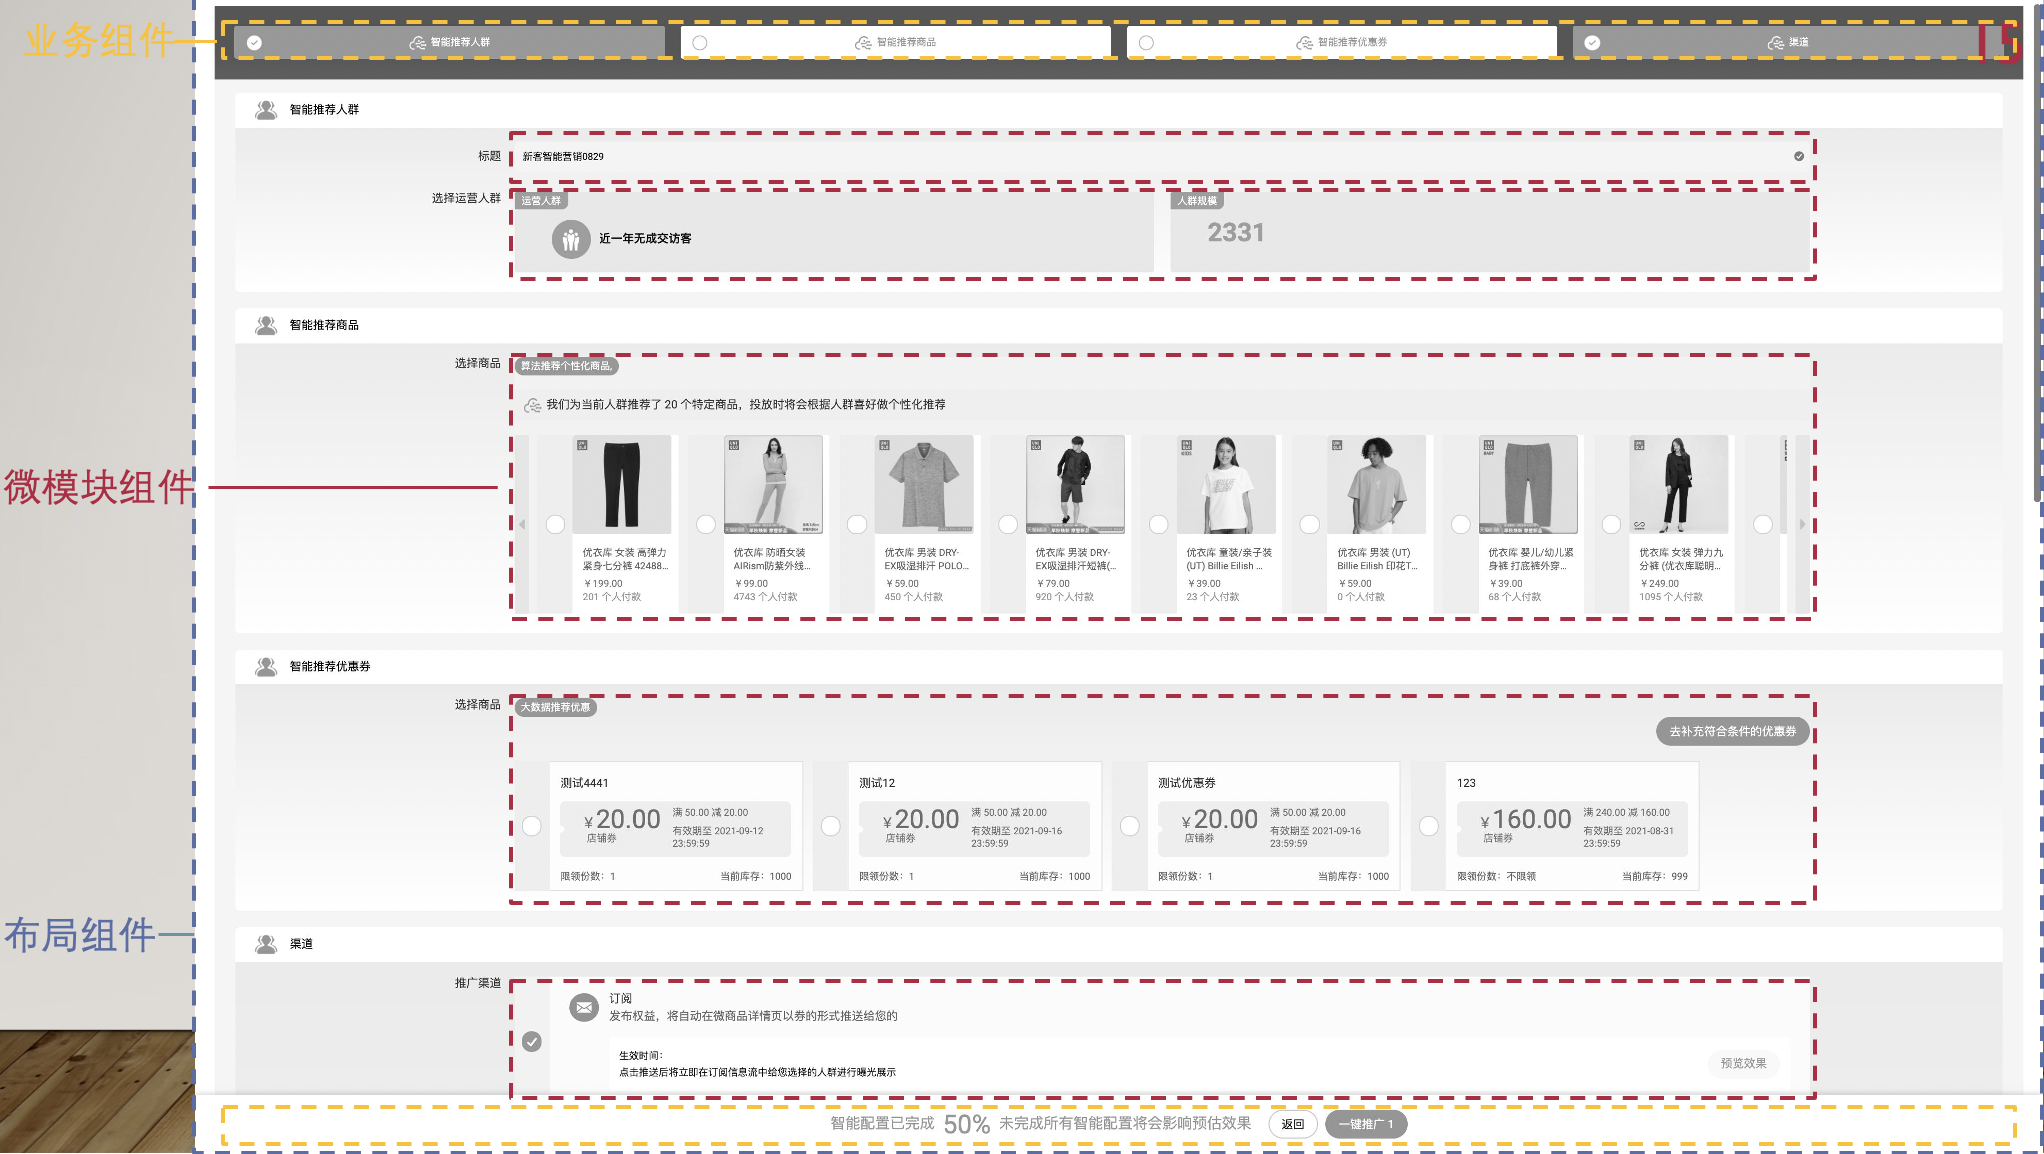 业务组件
智能推荐人群
智能推荐商品
智能推荐优惠券
渠道
15
智能推荐人群
标题
新客智能营销0829
选择运营人群
运营人群
近一年无成交访客
人群规模
2331
智能推荐商品
选择商品
算法推荐个性化商品,
我们为当前人群推荐了 20 个特定商品，投放时将会根据人群喜好做个性化推荐
微模块组件
优衣库 女装 高弹力
紧身七分裤 42488...
¥199.00
201 个人付款
优衣库 防晒女装
AIRism防紫外线...
¥99.00
4743 个人付款
优衣库 男装 DRY-
EX吸湿排汗 POLO...
¥59.00
450 个人付款
优衣库 男装 DRY-
EX吸湿排汗短裤(...
¥79.00
920 个人付款
KIDS
优衣库 童装/亲子装
(UT) Billie Eilish ...
¥39.00
23 个人付款
优衣库 男装 (UT)
Billie Eilish 印花T...
¥59.00
0 个人付款
BABY
优衣库 婴儿/幼儿紧
身裤 打底裤外穿...
¥39.00
68 个人付款
优衣库 女装 弹力九
分裤 (优衣库聪明...
¥249.00
1095 个人付款
智能推荐优惠券
选择商品
大数据推荐优惠
去补充符合条件的优惠券
测试4441
¥20.00
店铺券
满 50.00 减 20.00
有效期至 2021-09-12
23:59:59
限领份数：1
当前库存：1000
测试12
¥20.00
店铺券
满 50.00 减 20.00
有效期至 2021-09-16
23:59:59
限领份数：1
当前库存：1000
测试优惠券
¥20.00
店铺券
满 50.00 减 20.00
有效期至 2021-09-16
23:59:59
限领份数：1
当前库存：1000
123
¥160.00
店铺券
满 240.00 减 160.00
有效期至 2021-08-31
23:59:59
限领份数：不限领
当前库存：999
布局组件
渠道
推广渠道
订阅
发布权益，将自动在微商品详情页以券的形式推送给您的
生效时间：
点击推送后将立即在订阅信息流中给您选择的人群进行曝光展示
预览效果
智能配置已完成 50% 未完成所有智能配置将会影响预估效果
返回
一键推广 1